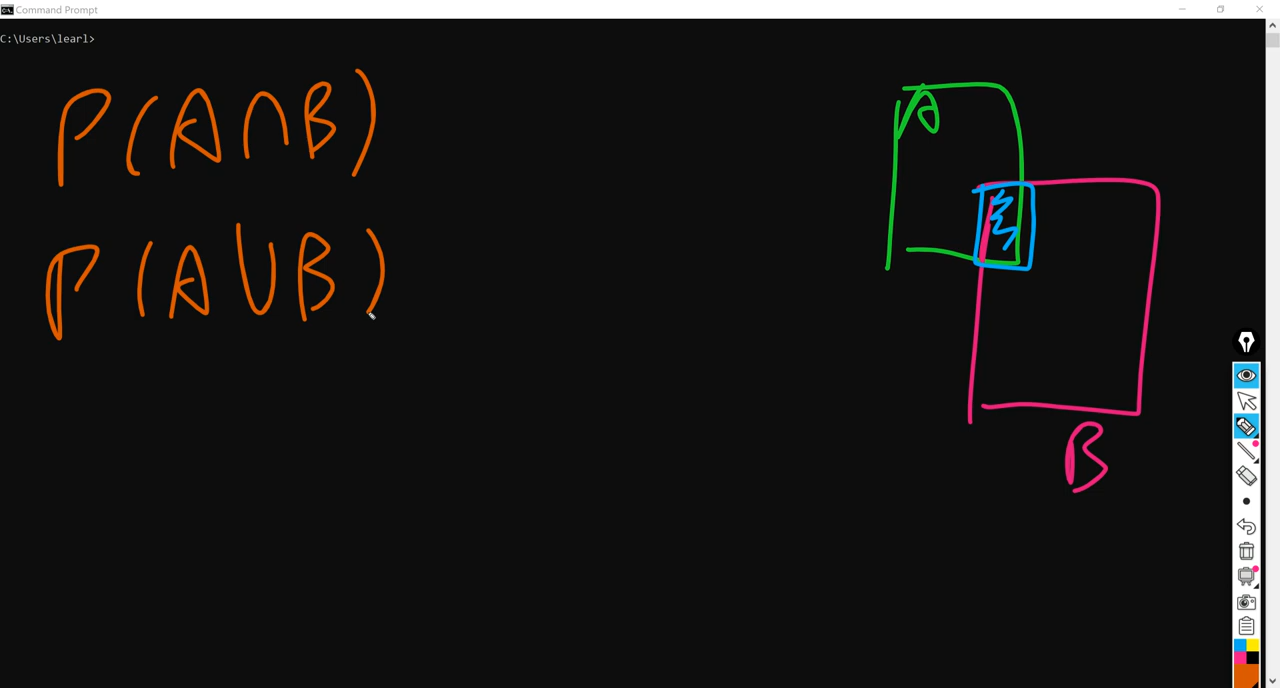 Command Prompt
C:\Users\learl>
P(A∩B)
P(A∪B)
A
B